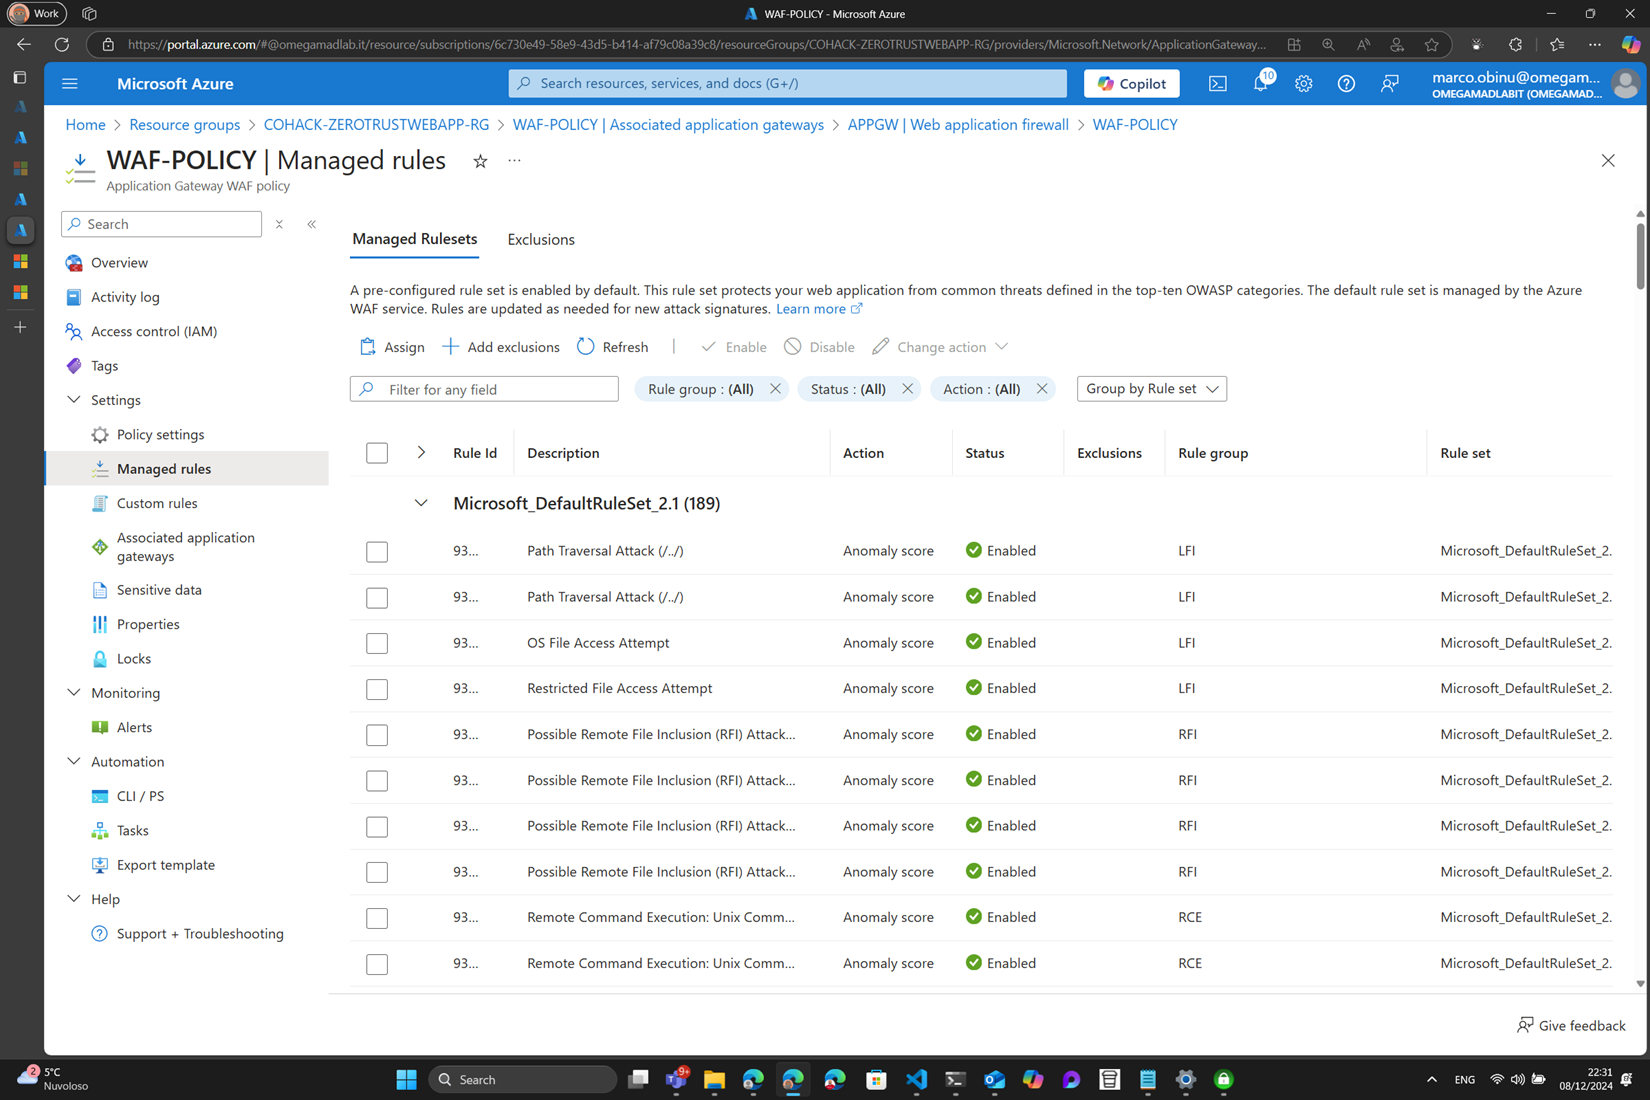 Work
WAF-POLICY - Microsoft Azure
https://portal.azure.com/#@omegamadlab.it/resource/subscriptions/6c730e49-58e9-43d5-b414-af79c08a39c8/resourceGroups/COHACK-ZEROTRUSTWEBAPP-RG/providers/Microsoft.Network/ApplicationGateway...
Microsoft Azure
Search resources, services, and docs (G+/)
Copilot
10
marco.obinu@omegam...
OMEGAMADLABIT (OMEGAMAD...
Home > Resource groups > COHACK-ZEROTRUSTWEBAPP-RG > WAF-POLICY | Associated application gateways > APPGW | Web application firewall > WAF-POLICY
WAF-POLICY | Managed rules
Application Gateway WAF policy
Search
Overview
Activity log
Access control (IAM)
Tags
Settings
Policy settings
Managed rules
Custom rules
Associated application
gateways
Sensitive data
Properties
Locks
Monitoring
Alerts
Automation
CLI / PS
Tasks
Export template
Help
Support + Troubleshooting
Managed Rulesets Exclusions
A pre-configured rule set is enabled by default. This rule set protects your web application from common threats defined in the top-ten OWASP categories. The default rule set is managed by the Azure
WAF service. Rules are updated as needed for new attack signatures. Learn more
Assign Add exclusions Refresh | Enable Disable Change action
Filter for any field Rule group : (All) Status : (All) Action : (All) Group by Rule set
Rule Id Description Action Status Exclusions Rule group Rule set
Microsoft_DefaultRuleSet_2.1 (189)
93... Path Traversal Attack (/../) Anomaly score Enabled LFI Microsoft_DefaultRuleSet_2.
93... Path Traversal Attack (/../) Anomaly score Enabled LFI Microsoft_DefaultRuleSet_2.
93... OS File Access Attempt Anomaly score Enabled LFI Microsoft_DefaultRuleSet_2.
93... Restricted File Access Attempt Anomaly score Enabled LFI Microsoft_DefaultRuleSet_2.
93... Possible Remote File Inclusion (RFI) Attack... Anomaly score Enabled RFI Microsoft_DefaultRuleSet_2.
93... Possible Remote File Inclusion (RFI) Attack... Anomaly score Enabled RFI Microsoft_DefaultRuleSet_2.
93... Possible Remote File Inclusion (RFI) Attack... Anomaly score Enabled RFI Microsoft_DefaultRuleSet_2.
93... Possible Remote File Inclusion (RFI) Attack... Anomaly score Enabled RFI Microsoft_DefaultRuleSet_2.
93... Remote Command Execution: Unix Comm... Anomaly score Enabled RCE Microsoft_DefaultRuleSet_2.
93... Remote Command Execution: Unix Comm... Anomaly score Enabled RCE Microsoft_DefaultRuleSet_2.
Give feedback
2
5°C
Nuvoloso
Search
9+
ENG
22:31
08/12/2024